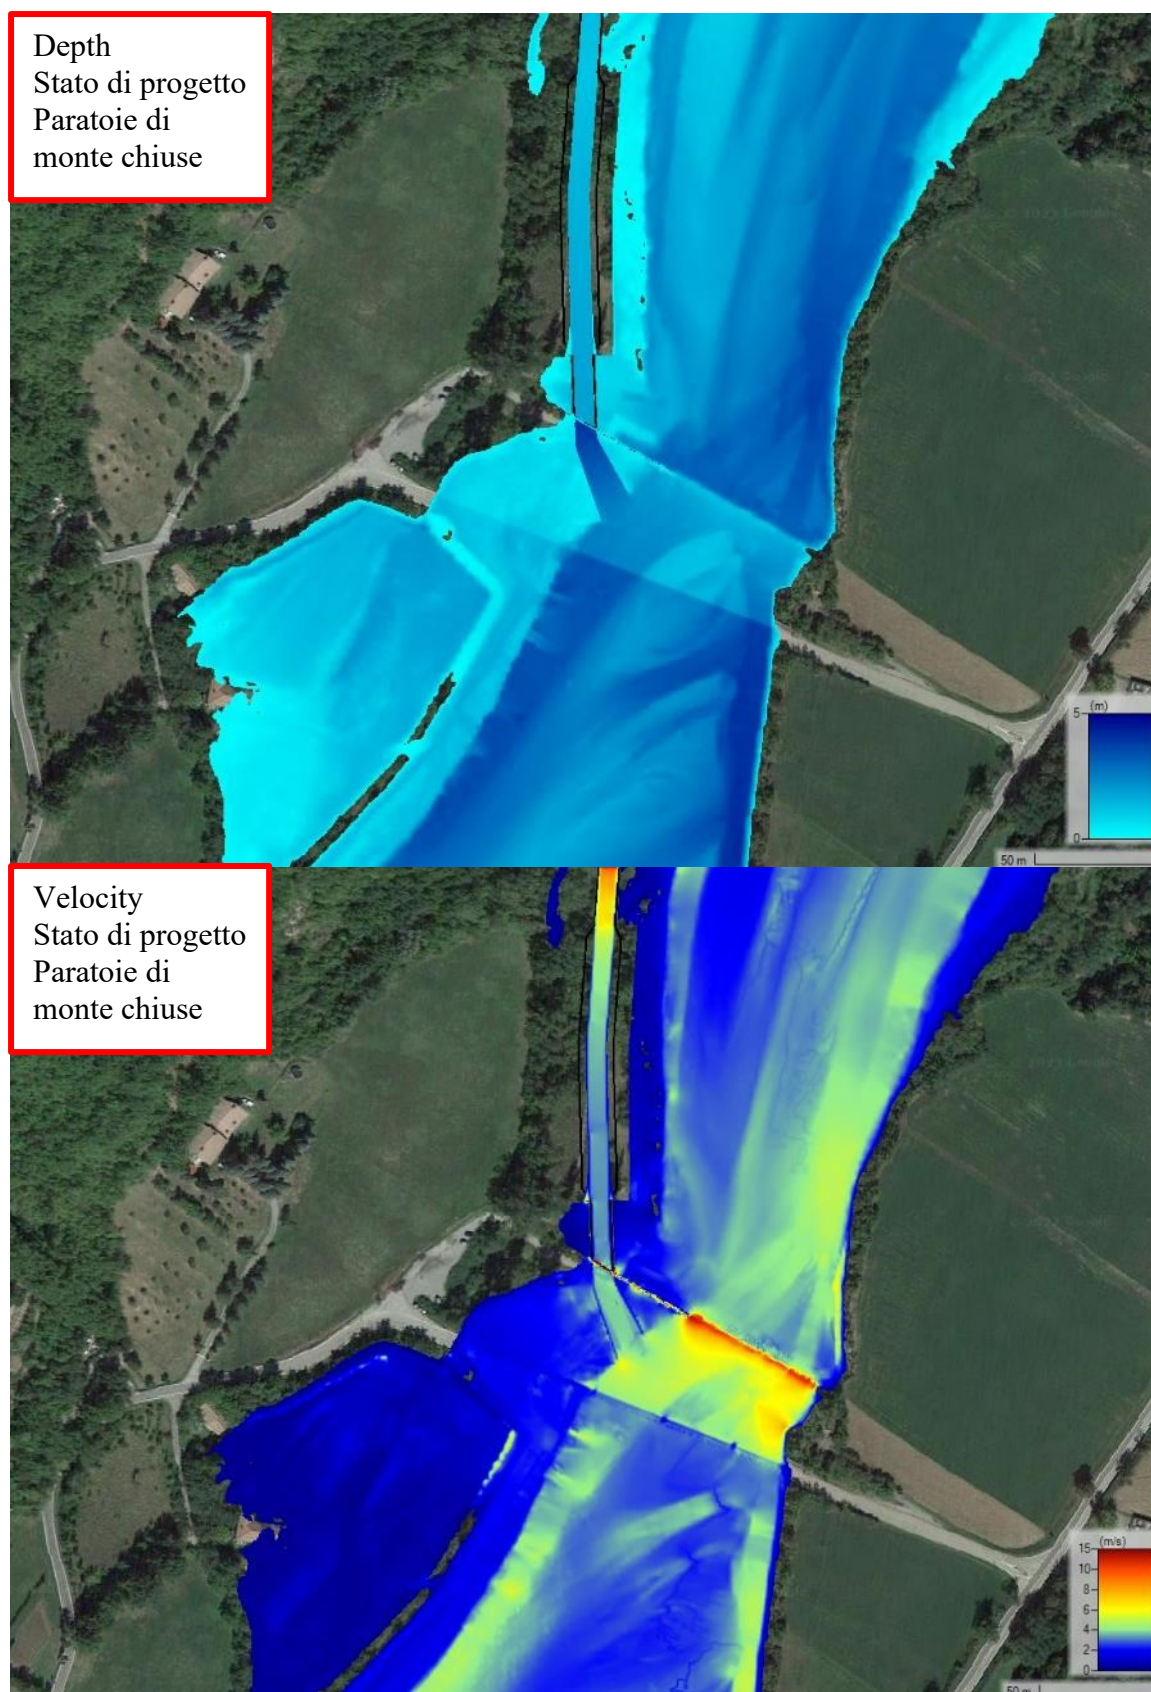 Depth
Stato di progetto
Paratoie di
monte chiuse
5 (m)
0
50 m
Velocity
Stato di progetto
Paratoie di
monte chiuse
15 (m/s)
10
8
6
4
2
0
50 m